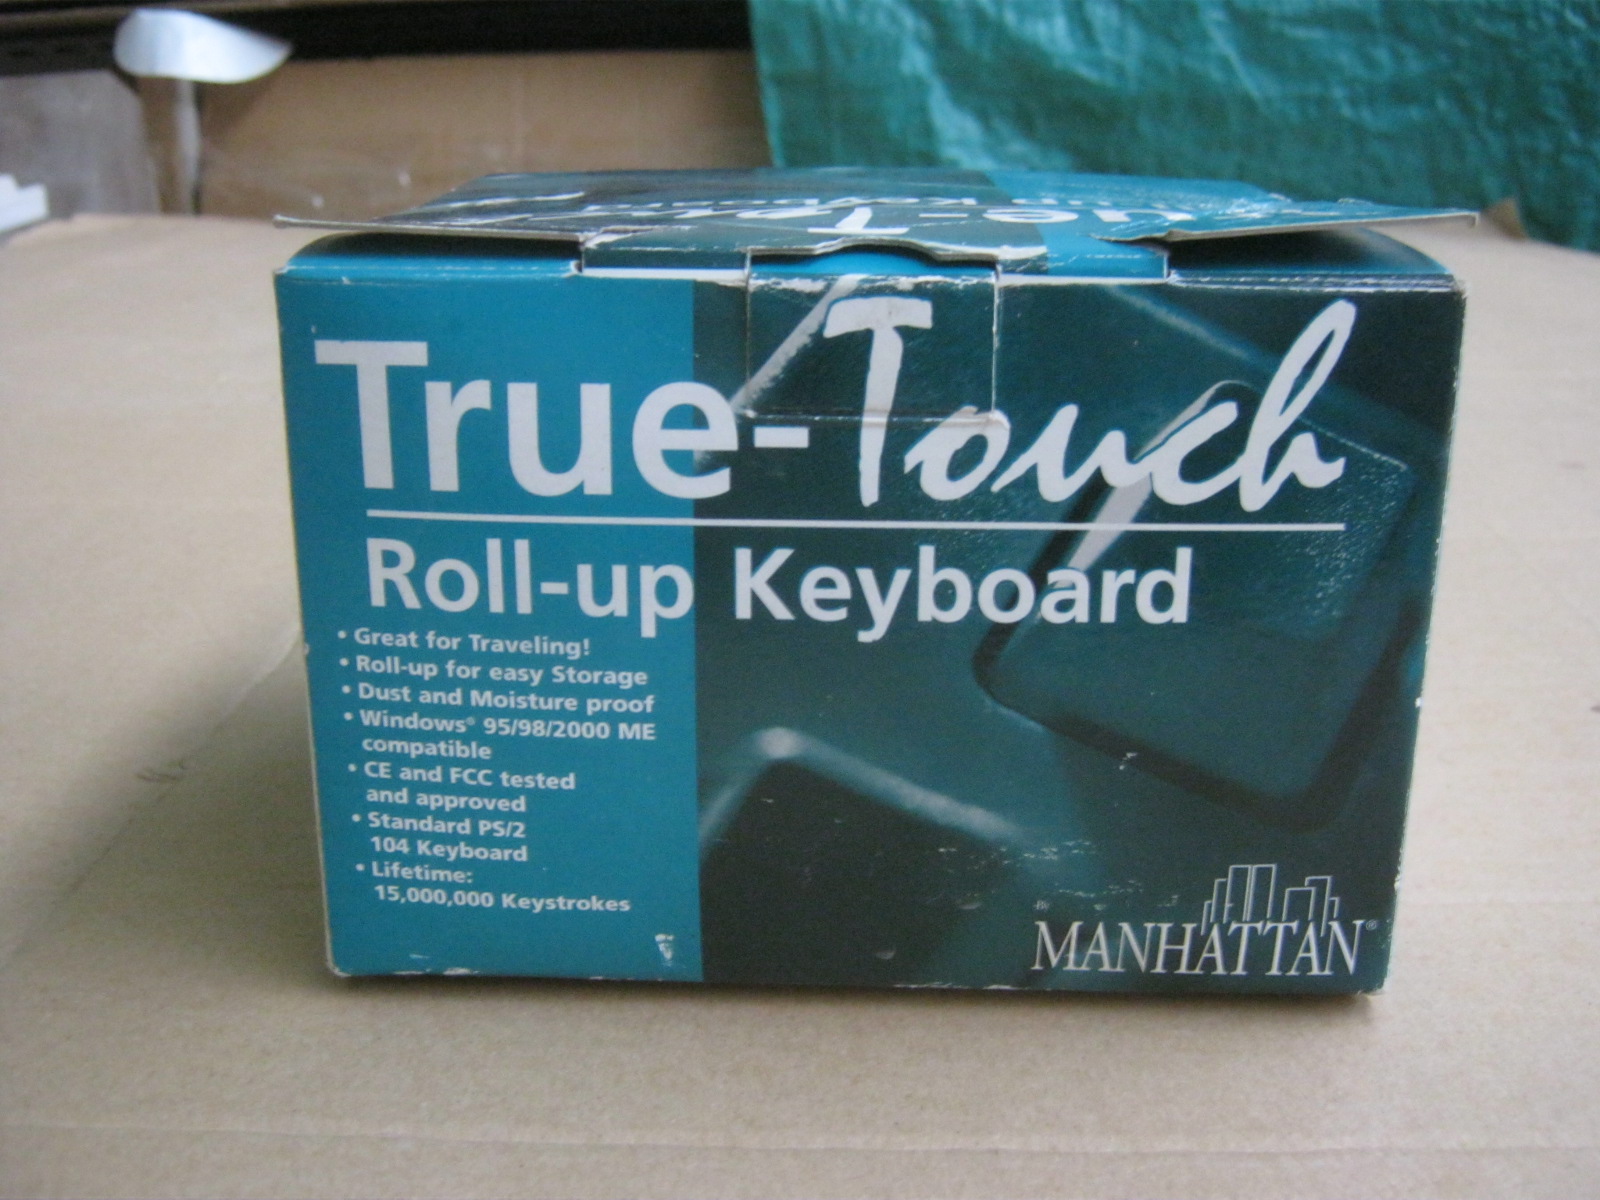 True-Touch
Roll-up Keyboard
• Great for Traveling!
• Roll-up for easy Storage
• Dust and Moisture proof
• Windows® 95/98/2000 ME
compatible
• CE and FCC tested
and approved
• Standard PS/2
104 Keyboard
• Lifetime:
15,000,000 Keystrokes
MANHATTAN®